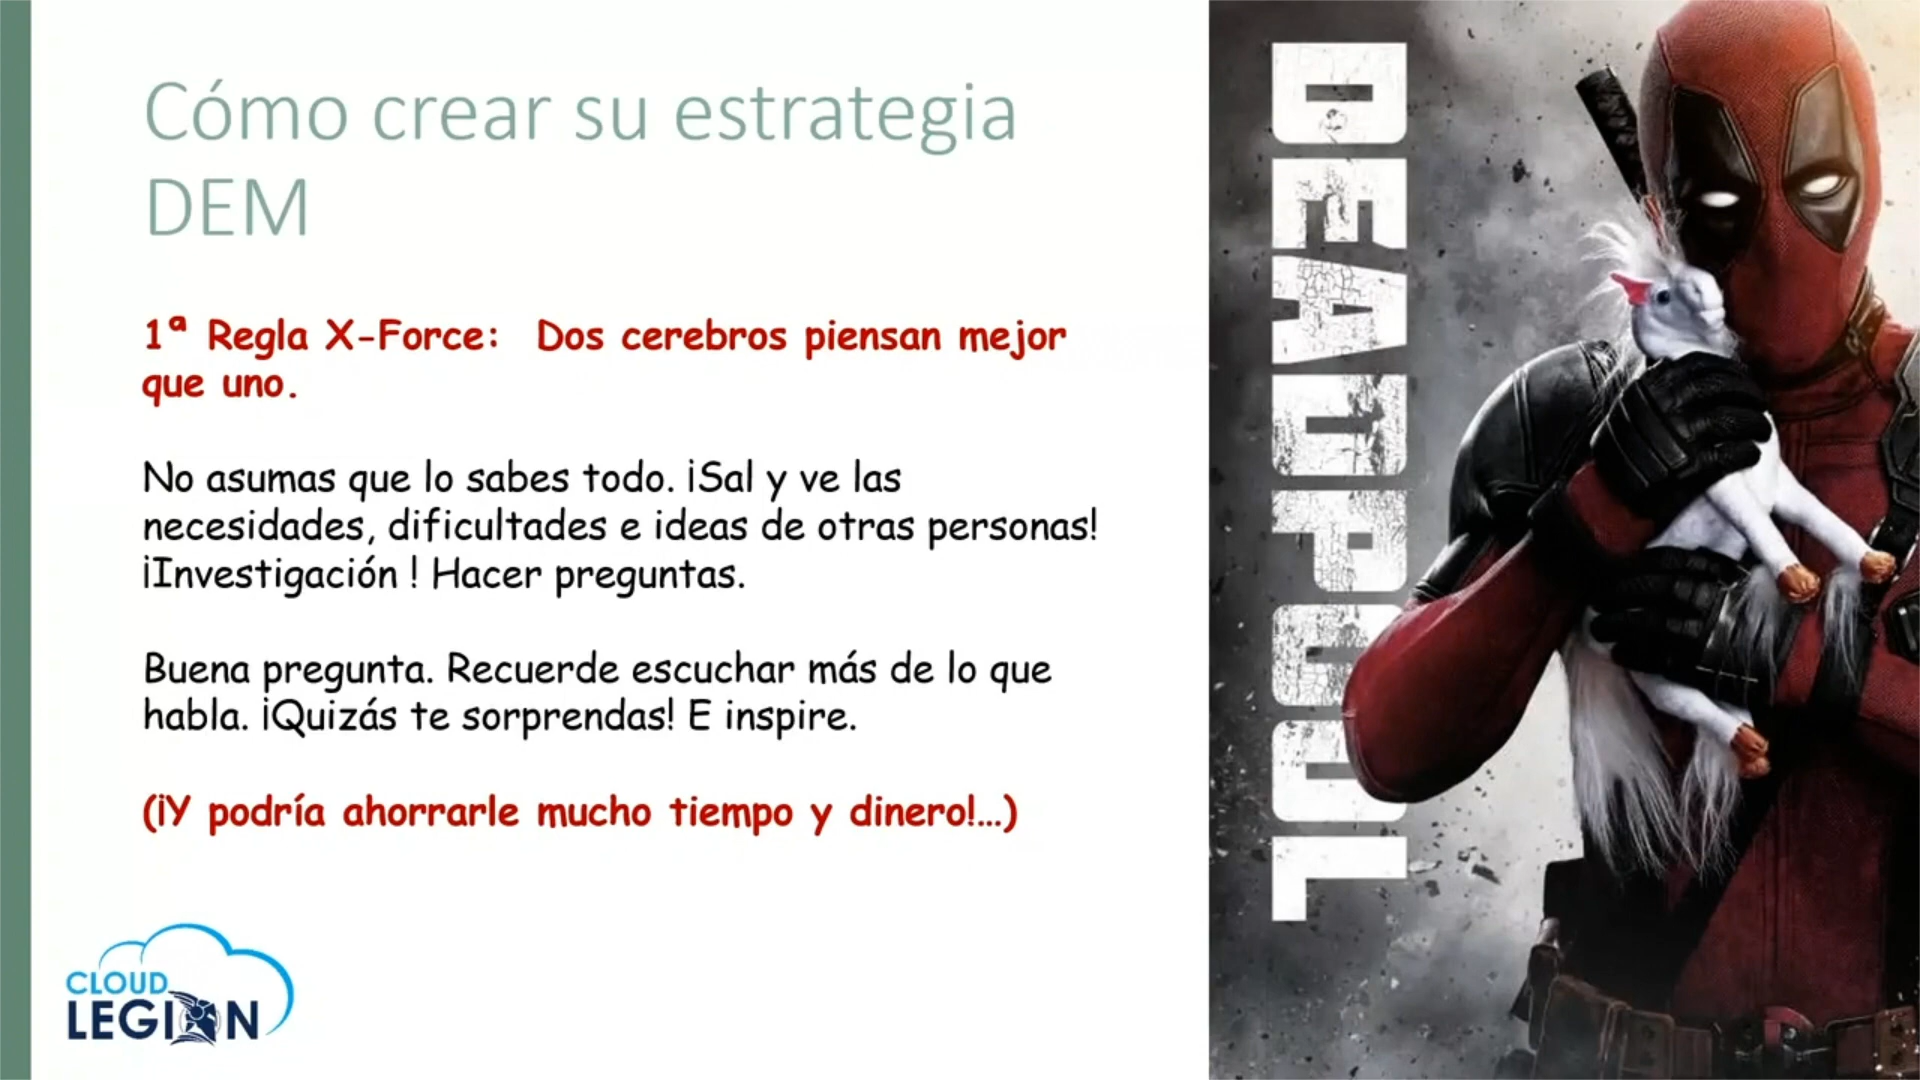 Cómo crear su estrategia
DEM
1ª Regla X-Force: Dos cerebros piensan mejor
que uno.
No asumas que lo sabes todo. ¡Sal y ve las
necesidades, dificultades e ideas de otras personas!
¡Investigación ! Hacer preguntas.
Buena pregunta. Recuerde escuchar más de lo que
habla. ¡Quizás te sorprendas! E inspire.
(¡Y podría ahorrarle mucho tiempo y dinero!...)
CLOUD
LEGION
DEADPOOL